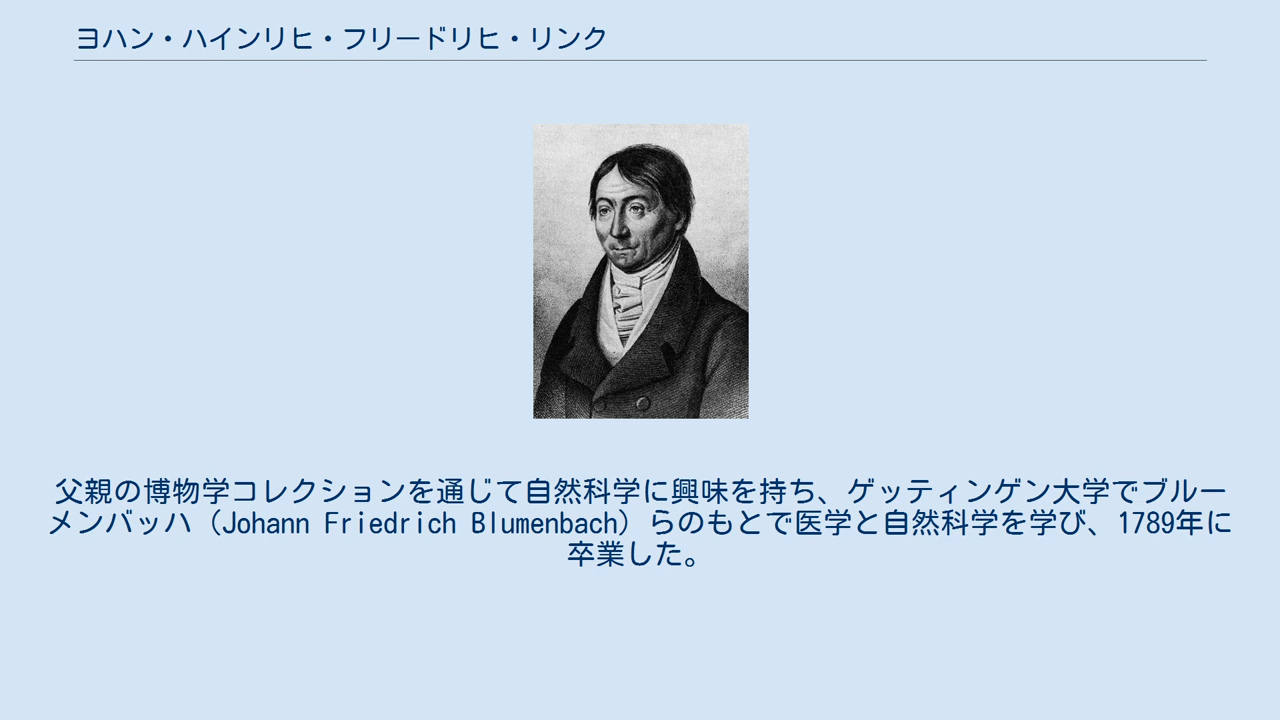 ヨハン・ハインリヒ・フリードリヒ・リンク
父親の博物学コレクションを通じて自然科学に興味を持ち、ゲッティンゲン大学でブルー
メンバッハ（Johann Friedrich Blumenbach）らのもとで医学と自然科学を学び、1789年に
卒業した。